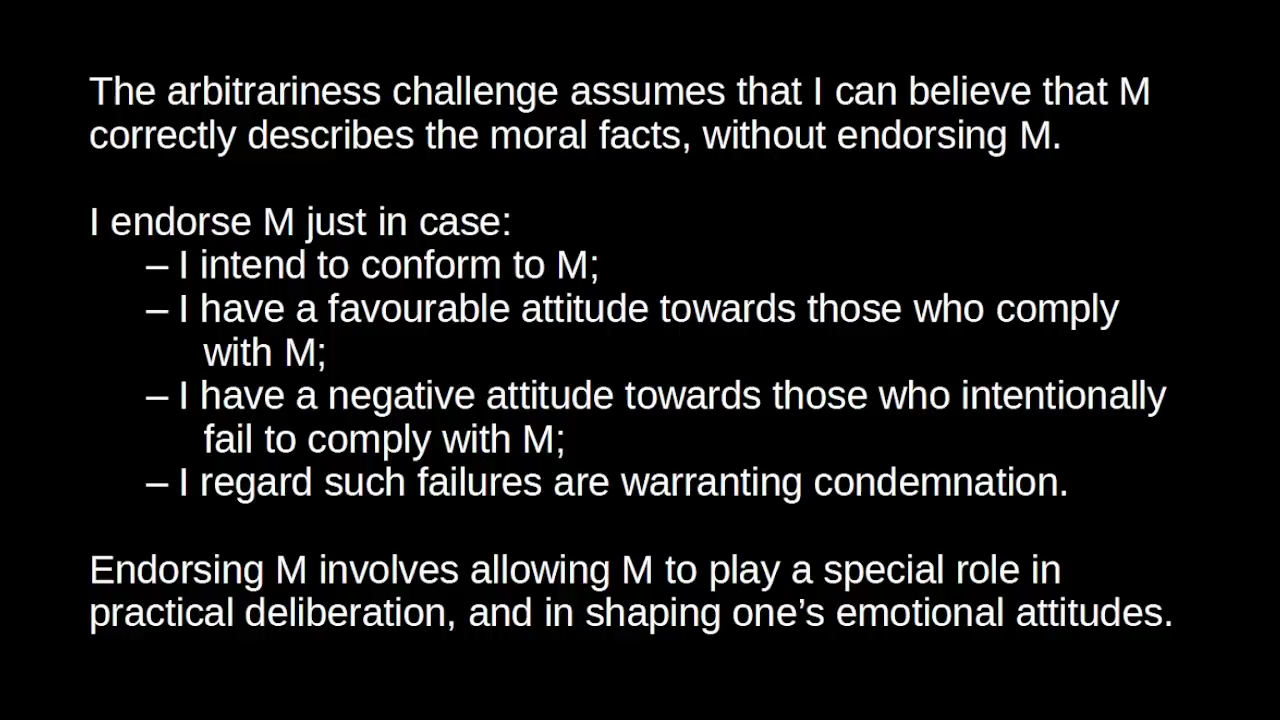 The arbitrariness challenge assumes that I can believe that M
correctly describes the moral facts, without endorsing M.
I endorse M just in case:
– I intend to conform to M;
– I have a favourable attitude towards those who comply
with M;
– I have a negative attitude towards those who intentionally
fail to comply with M;
– I regard such failures are warranting condemnation.
Endorsing M involves allowing M to play a special role in
practical deliberation, and in shaping one’s emotional attitudes.